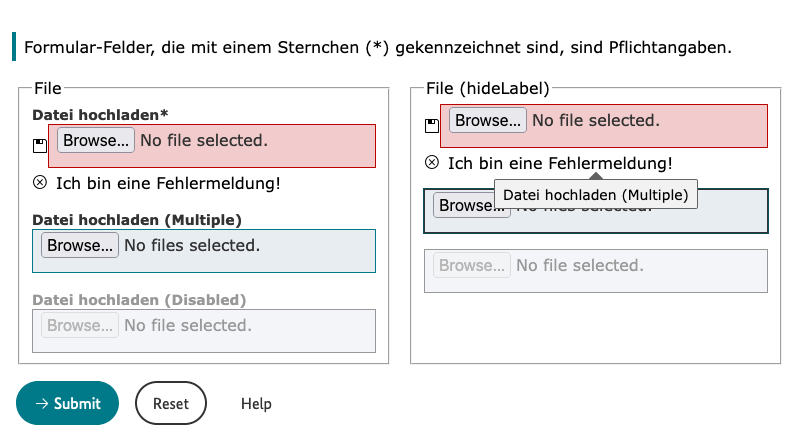 Formular-Felder, die mit einem Sternchen (*) gekennzeichnet sind, sind Pflichtangaben.
File
Datei hochladen*
Browse... No file selected.
Ich bin eine Fehlermeldung!
Datei hochladen (Multiple)
Browse... No files selected.
Datei hochladen (Disabled)
Browse... No file selected.
File (hideLabel)
Browse... No file selected.
Ich bin eine Fehlermeldung!
Datei hochladen (Multiple)
Browse... No files selected.
Browse... No file selected.
Submit
Reset
Help